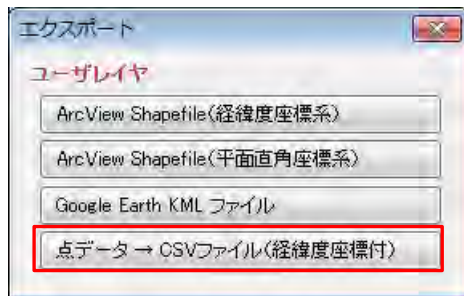 エクスポート
ユーザレイヤ
ArcView Shapefile(経緯度座標系)
ArcView Shapefile(平面直角座標系)
Google Earth KML ファイル
点データ → CSVファイル(経緯度座標付)